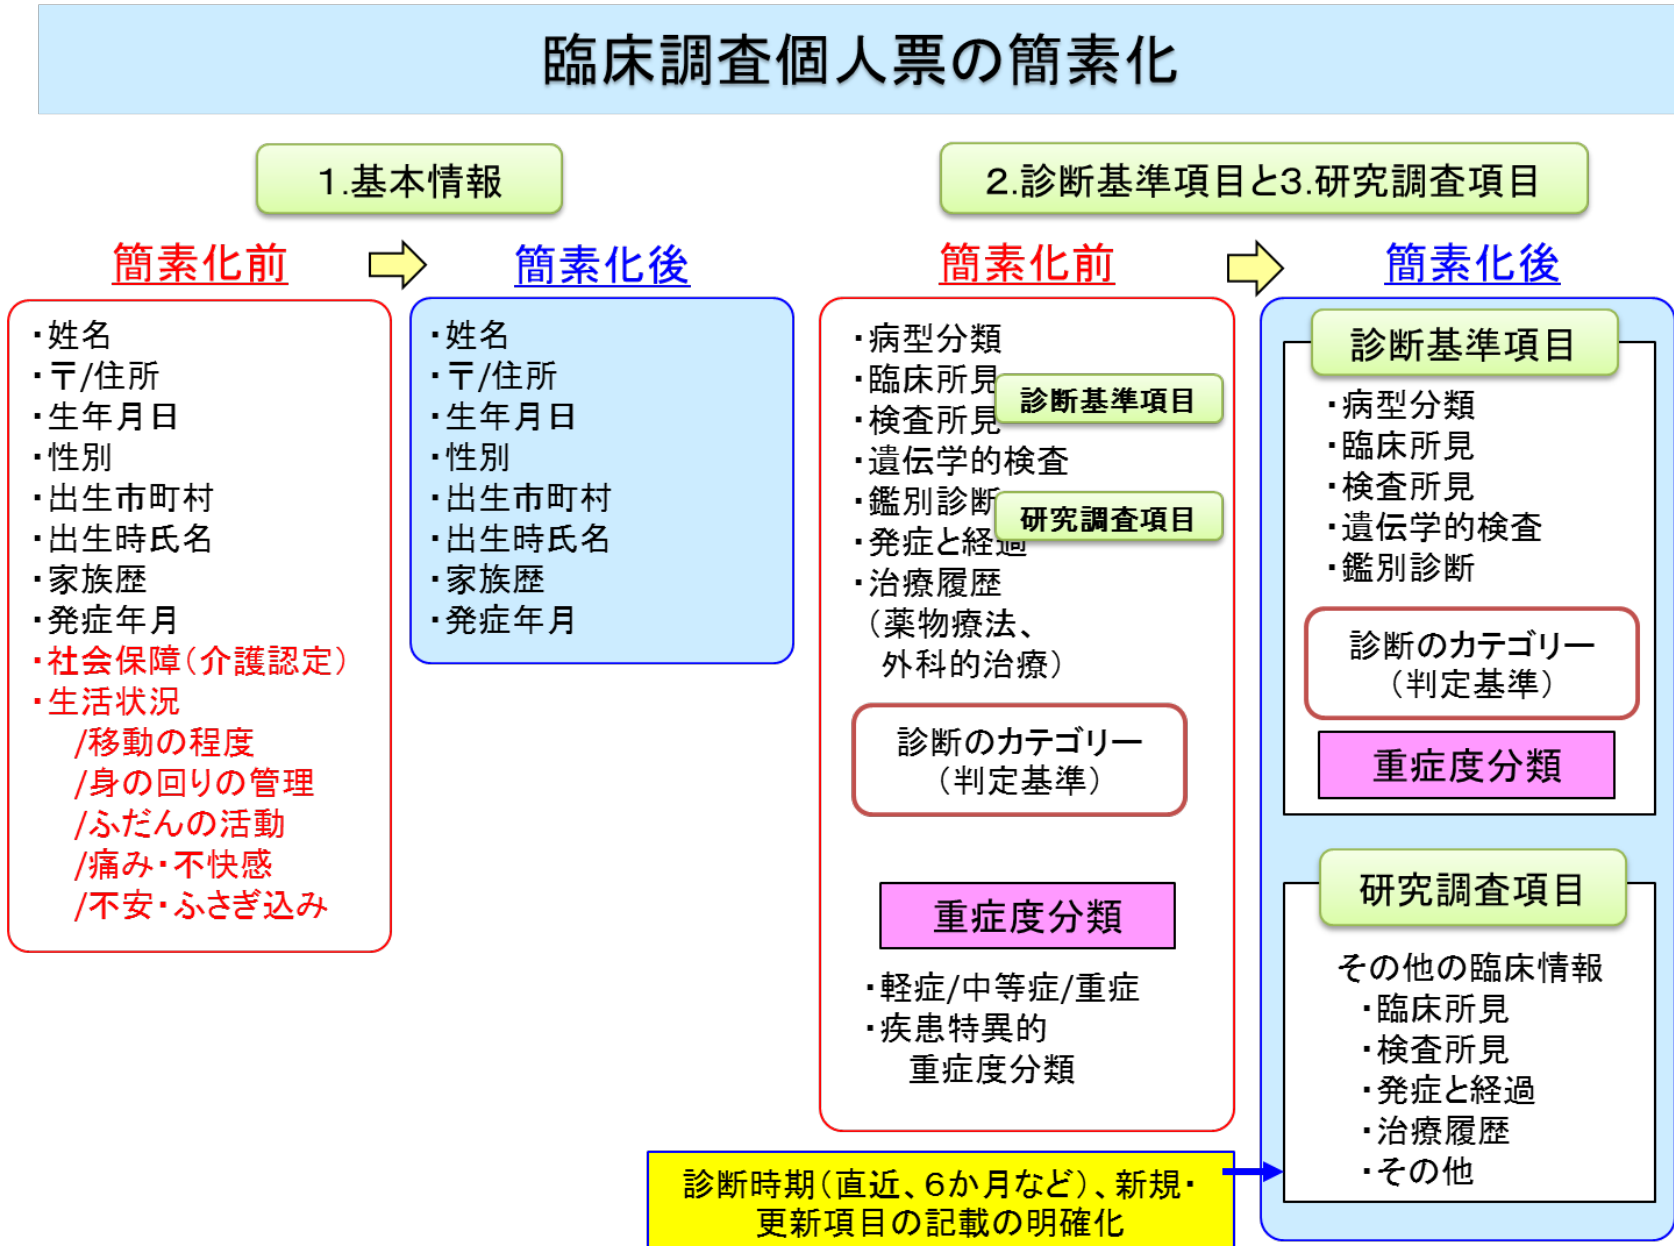 臨床調査個人票の簡素化
1.基本情報
簡素化前
・姓名
・〒/住所
・生年月日
・性別
・出生市町村
・出生時氏名
・家族歴
・発症年月
・社会保障（介護認定）
・生活状況
/移動の程度
/身の回りの管理
/ふだんの活動
/痛み・不快感
/不安・ふさぎ込み
簡素化後
・姓名
・〒/住所
・生年月日
・性別
・出生市町村
・出生時氏名
・家族歴
・発症年月
2.診断基準項目と3.研究調査項目
簡素化前
・病型分類
・臨床所見
診断基準項目
・検査所見
・遺伝学的検査
・鑑別診断
研究調査項目
・発症と経過
・治療履歴
（薬物療法、
外科的治療）
診断のカテゴリー
（判定基準）
重症度分類
・軽症/中等症/重症
・疾患特異的
重症度分類
簡素化後
診断基準項目
・病型分類
・臨床所見
・検査所見
・遺伝学的検査
・鑑別診断
診断のカテゴリー
（判定基準）
重症度分類
研究調査項目
その他の臨床情報
・臨床所見
・検査所見
・発症と経過
・治療履歴
・その他
診断時期（直近、6か月など）、新規・
更新項目の記載の明確化